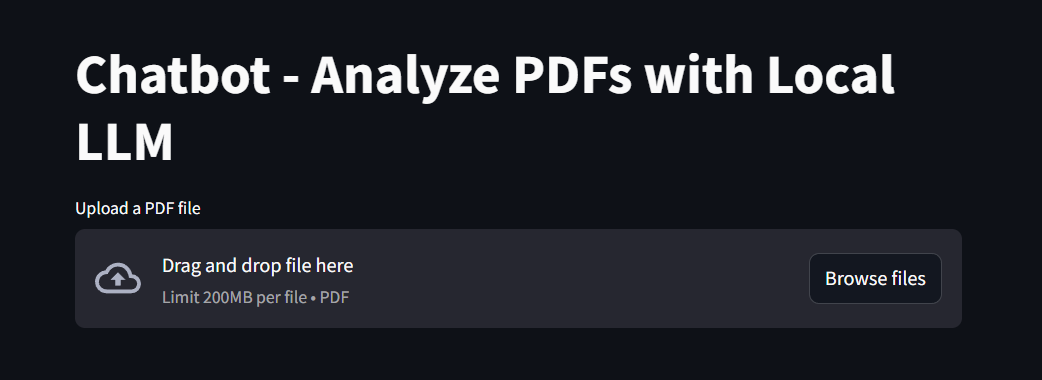 Chatbot - Analyze PDFs with Local
LLM
Upload a PDF file
Drag and drop file here
Limit 200MB per file • PDF
Browse files